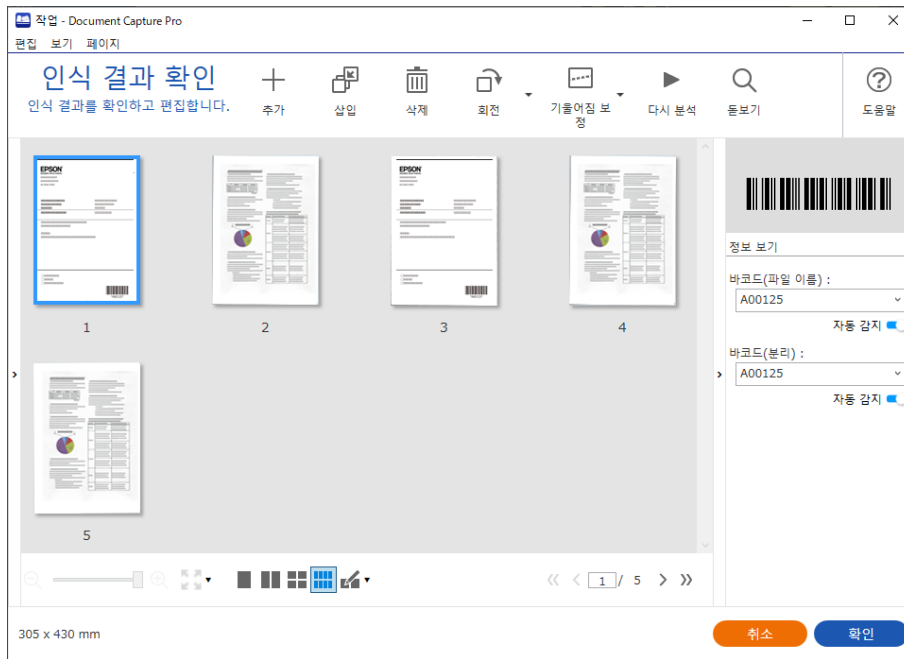 작업 - Document Capture Pro
편집 보기 페이지
인식 결과 확인
인식 결과를 확인하고 편집합니다.
추가
삽입
삭제
회전
기울어짐 보
정
다시 분석
돋보기
도움말
EPSON
EPSON
1
2
3
4
5
정보 보기
바코드(파일 이름) :
A00125
자동 감지
바코드(분리) :
A00125
자동 감지
1 / 5
305 x 430 mm
취소
확인